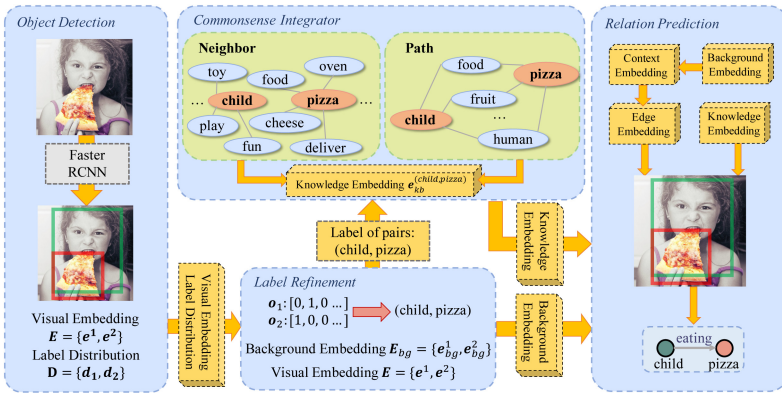 Object Detection
Faster
RCNN
Visual Embedding
E = {e¹, e²}
Label Distribution
D = {d₁, d₂}
Visual Embedding
Label Distribution
Commonsense Integrator
Neighbor
toy
food
oven
...
child
pizza
...
play
cheese
fun
deliver
Path
food
pizza
fruit
...
child
human
Knowledge Embedding e_kb^(child,pizza)
Label of pairs:
(child, pizza)
Knowledge
Embedding
Label Refinement
o₁: [0, 1, 0 ...]
o₂: [1, 0, 0 ...]
(child, pizza)
Background Embedding E_bg = {e_bg^1, e_bg^2}
Visual Embedding E = {e¹, e²}
Background
Embedding
Relation Prediction
Context
Embedding
Background
Embedding
Edge
Embedding
Knowledge
Embedding
eating
child
pizza